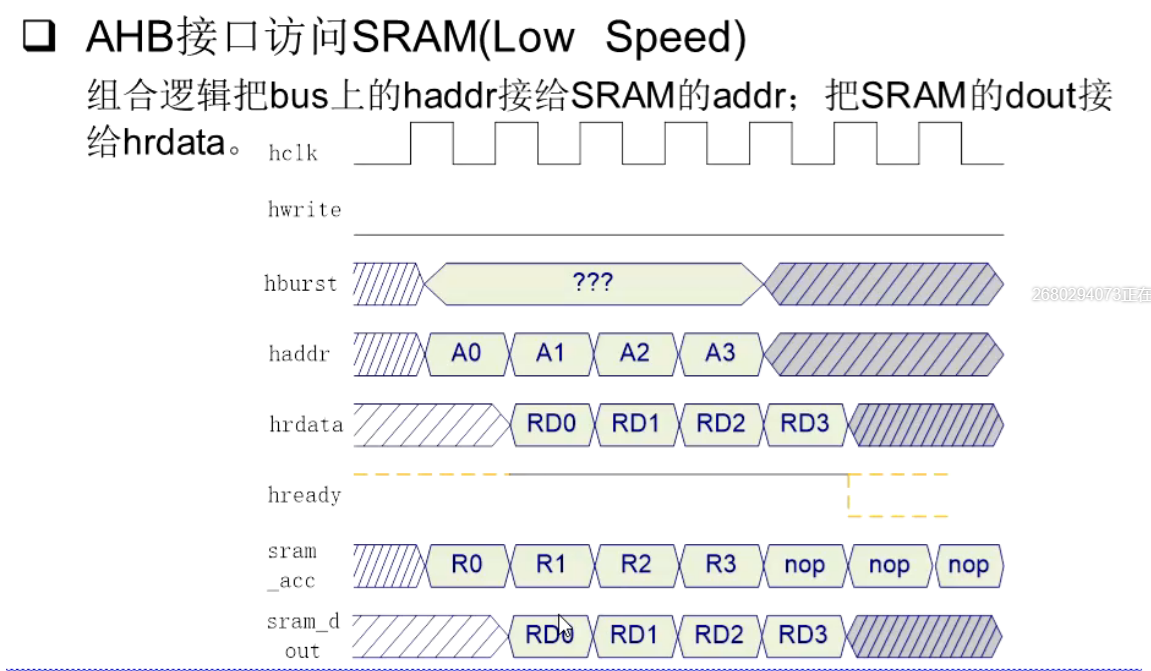 AHB接口访问SRAM(Low Speed)
组合逻辑把bus上的haddr接给SRAM的addr；把SRAM的dout接
给hrdata。
hclk
hwrite
hburst ???
2680294073正在
haddr A0 A1 A2 A3
hrdata RD0 RD1 RD2 RD3
hready
sram
_acc R0 R1 R2 R3 nop nop nop
sram_d
out RD0 RD1 RD2 RD3